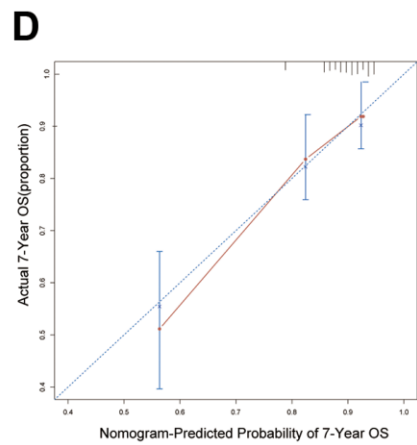 D
1.0
0.9
0.8
0.7
0.6
0.5
0.4
Actual 7-Year OS(proportion)
0.4 0.5 0.6 0.7 0.8 0.9 1.0
Nomogram-Predicted Probability of 7-Year OS